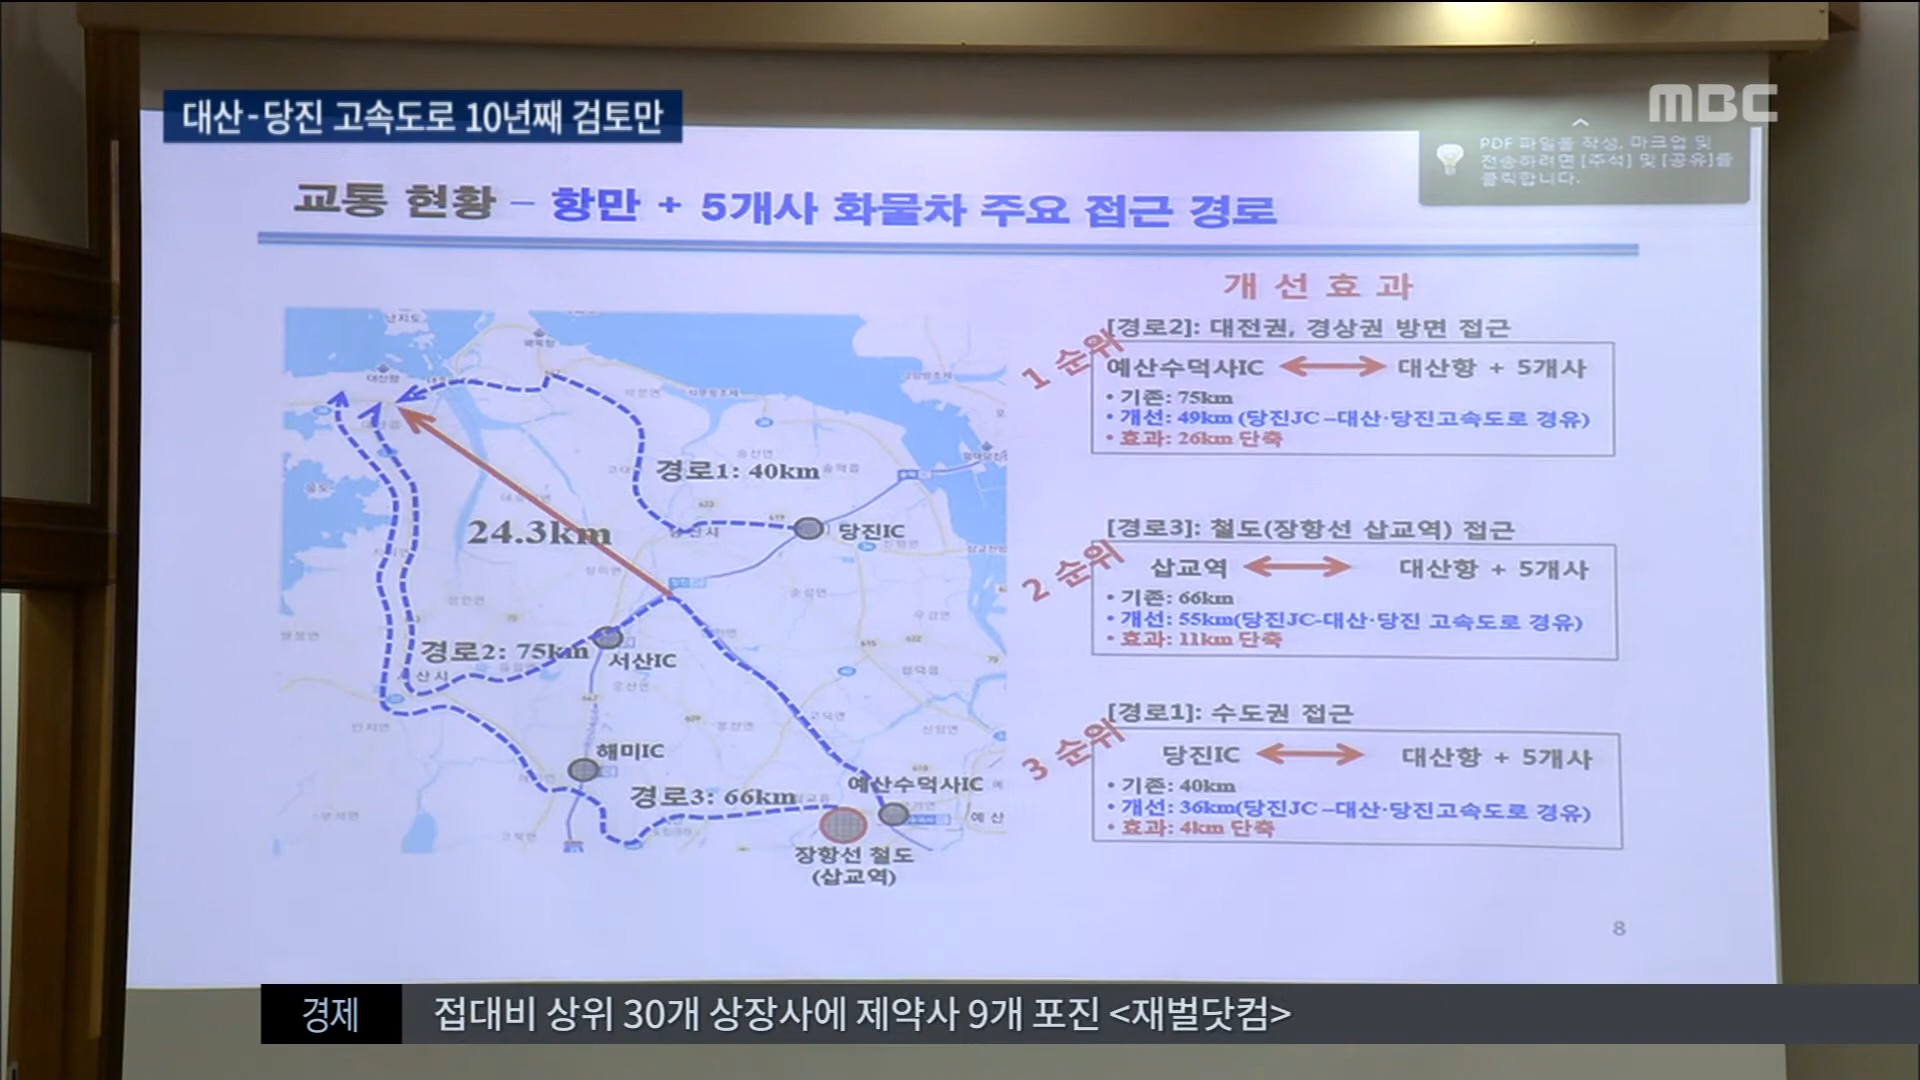 대산-당진 고속도로 10년째 검토만
MBC
PDF 파일을 작성, 마크업 및
전송하려면 [주석] 및 [공유]를
클릭합니다.
교통 현황 – 항만 + 5개사 화물차 주요 접근 경로
개 선 효 과
1 순위
[경로2]: 대전권, 경상권 방면 접근
예산수덕사IC 대산항 + 5개사
• 기존: 75km
• 개선: 49km (당진JC –대산·당진고속도로 경유)
• 효과: 26km 단축
2 순위
[경로3]: 철도(장항선 삽교역) 접근
삽교역 대산항 + 5개사
• 기존: 66km
• 개선: 55km(당진JC-대산·당진 고속도로 경유)
• 효과: 11km 단축
3 순위
[경로1]: 수도권 접근
당진IC 대산항 + 5개사
• 기존: 40km
• 개선: 36km(당진JC –대산·당진고속도로 경유)
• 효과: 4km 단축
난지도
대산항
경로1: 40km
24.3km
당진IC
경로2: 75km
서산IC
해미IC
경로3: 66km
예산수덕사IC
예 산
장항선 철도
(삽교역)
8
경제
접대비 상위 30개 상장사에 제약사 9개 포진 <재벌닷컴>